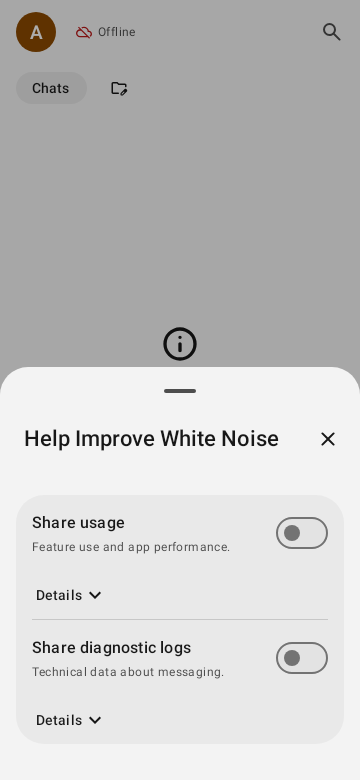 A
Offline
Chats
Help Improve White Noise
Share usage
Feature use and app performance.
Details
Share diagnostic logs
Technical data about messaging.
Details